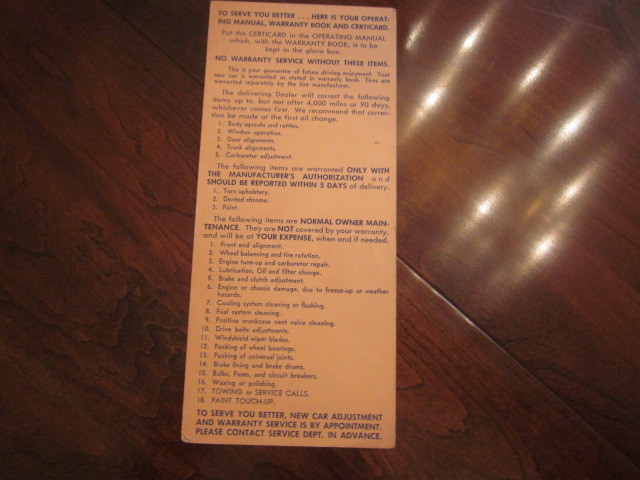 TO SERVE YOU BETTER . . . HERE IS YOUR OPERAT-
ING MANUAL, WARRANTY BOOK AND CERTICARD.
Put the CERTICARD in the OPERATING MANUAL
which, with the WARRANTY BOOK, is to be
kept in the glove box.
NO WARRANTY SERVICE WITHOUT THESE ITEMS.
This is your guarantee of future driving enjoyment. Your
new car is warranted as stated in warranty book. Tires are
warranted separately by the tire manufacturer.
The delivering Dealer will correct the following
items up to, but not after 4,000 miles or 90 days,
whichever comes first. We recommend that correc-
tion be made at the first oil change.
1. Body squeaks and rattles.
2. Window operation.
3. Door alignments.
4. Trunk alignments.
5. Carburetor adjustment.
The following items are warranted ONLY WITH
THE MANUFACTURER'S AUTHORIZATION and
SHOULD BE REPORTED WITHIN 5 DAYS of delivery.
1. Torn upholstery.
2. Dented chrome.
3. Paint.
The following items are NORMAL OWNER MAIN-
TENANCE. They are NOT covered by your warranty,
and will be at YOUR EXPENSE, when and if needed.
1. Front end alignment.
2. Wheel balancing and tire rotation.
3. Engine tune-up and carburetor repair.
4. Lubrication, Oil and filter change.
5. Brake and clutch adjustment.
6. Engine or chassis damage, due to freeze-up or weather
hazards.
7. Cooling system cleaning or flushing.
8. Fuel system cleaning.
9. Positive crankcase vent valve cleaning.
10. Drive belts adjustments.
11. Windshield wiper blades.
12. Packing of wheel bearings.
13. Packing of universal joints.
14. Brake lining and brake drums.
15. Bulbs, Fuses, and circuit breakers.
16. Waxing or polishing.
17. TOWING or SERVICE CALLS.
18. PAINT TOUCH-UP.
TO SERVE YOU BETTER, NEW CAR ADJUSTMENT
AND WARRANTY SERVICE IS BY APPOINTMENT.
PLEASE CONTACT SERVICE DEPT. IN ADVANCE.